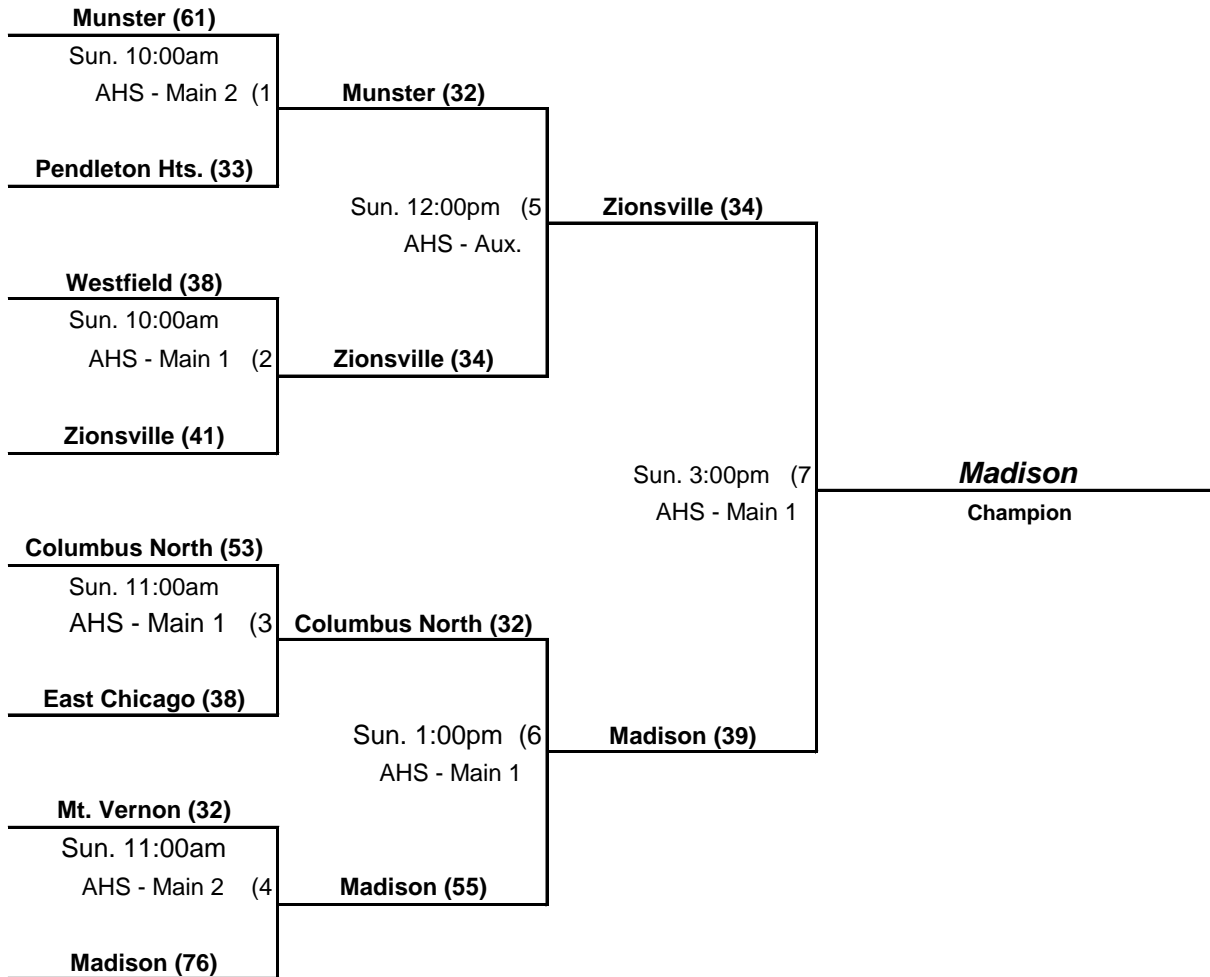 Munster (61)
Sun. 10:00am
AHS - Main 2 (1
Munster (32)
Pendleton Hts. (33)
Sun. 12:00pm (5
Zionsville (34)
AHS - Aux.
Westfield (38)
Sun. 10:00am
AHS - Main 1 (2
Zionsville (34)
Zionsville (41)
Sun. 3:00pm (7
Madison
AHS - Main 1
Champion
Columbus North (53)
Sun. 11:00am
AHS - Main 1 (3
Columbus North (32)
East Chicago (38)
Sun. 1:00pm (6
Madison (39)
AHS - Main 1
Mt. Vernon (32)
Sun. 11:00am
AHS - Main 2 (4
Madison (55)
Madison (76)